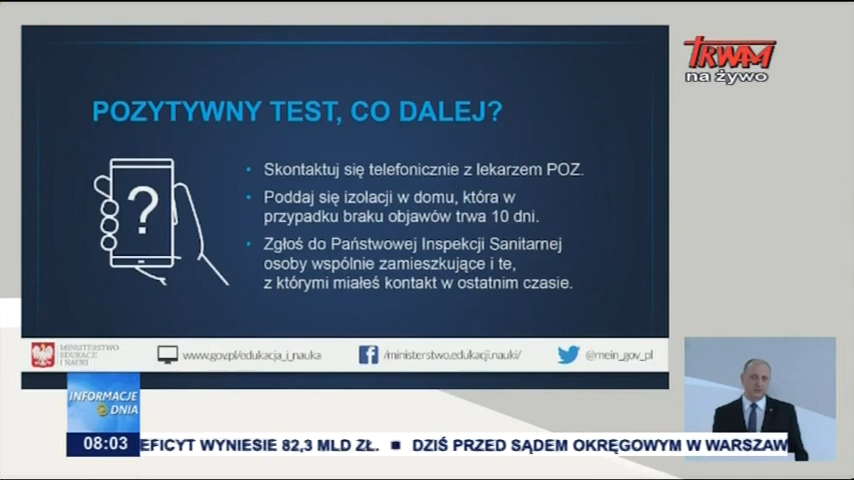 TRWAM
na żywo
POZYTYWNY TEST, CO DALEJ?
?
• Skontaktuj się telefonicznie z lekarzem POZ.
• Poddaj się izolacji w domu, która w
przypadku braku objawów trwa 10 dni.
• Zgłoś do Państwowej Inspekcji Sanitarnej
osoby wspólnie zamieszkujące i te,
z którymi miałeś kontakt w ostatnim czasie.
MINISTERSTWO
EDUKACJI
I NAUKI
www.gov.pl/edukacja_i_nauka
/ministerstwo.edukacji.nauki/
@mein_gov_pl
INFORMACJE
DNIA
08:03
EFICYT WYNIESIE 82,3 MLD ZŁ. ■ DZIŚ PRZED SĄDEM OKRĘGOWYM W WARSZAW